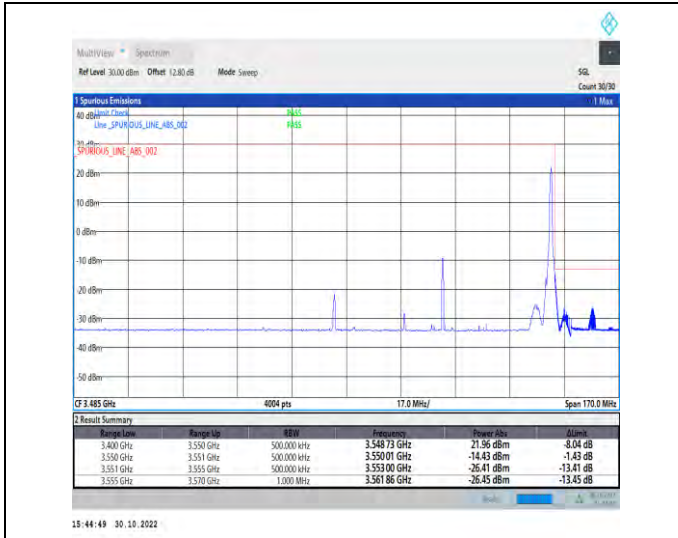 MultiView Spectrum
Ref Level 30.00 dBm Offset 12.80 dB Mode Sweep SGL
Count 30/30
1 Spurious Emissions 1 Max
40 dBm Limit Check PASS
Line _SPURIOUS_LINE_ABS_002 PASS
30 dBm
_SPURIOUS_LINE_ABS_002
20 dBm
10 dBm
0 dBm
-10 dBm
-20 dBm
-30 dBm
-40 dBm
-50 dBm
CF 3.485 GHz 4004 pts 17.0 MHz/ Span 170.0 MHz
2 Result Summary
Range Low Range Up RBW Frequency Power Abs ΔLimit
3.400 GHz 3.550 GHz 500.000 kHz 3.548 73 GHz 21.96 dBm -8.04 dB
3.550 GHz 3.551 GHz 500.000 kHz 3.550 01 GHz -14.43 dBm -1.43 dB
3.551 GHz 3.555 GHz 500.000 kHz 3.553 00 GHz -26.41 dBm -13.41 dB
3.555 GHz 3.570 GHz 1.000 MHz 3.561 86 GHz -26.45 dBm -13.45 dB
Ready
15:44:49 30.10.2022